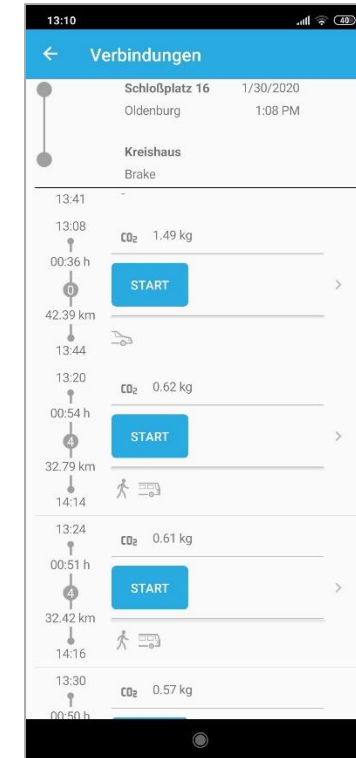 13:10
40
Verbindungen
Schloßplatz 16 1/30/2020
Oldenburg 1:08 PM
Kreishaus
Brake
13:41 -
13:08
CO2 1.49 kg
00:36 h
0
START
42.39 km
13:44
13:20
CO2 0.62 kg
00:54 h
4
START
32.79 km
14:14
13:24
CO2 0.61 kg
00:51 h
4
START
32.42 km
14:16
13:30
CO2 0.57 kg
00:50 h